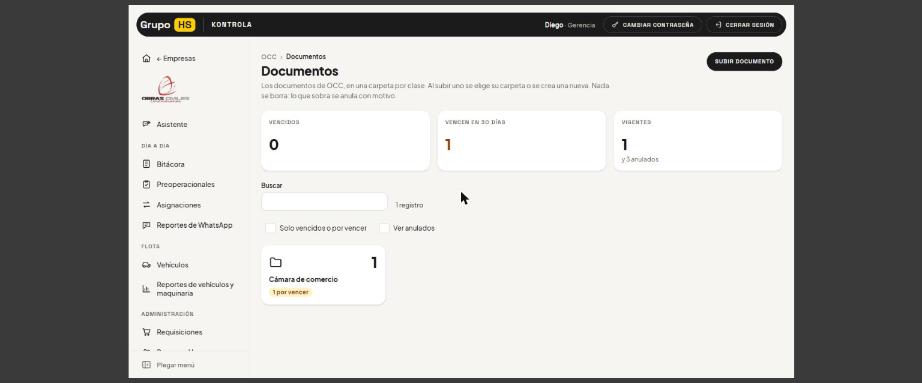 Grupo HS KONTROLA
Diego · Gerencia
CAMBIAR CONTRASEÑA
CERRAR SESIÓN
← Empresas
OBRAS CIVILES
Asistente
DÍA A DÍA
Bitácora
Preoperacionales
Asignaciones
Reportes de WhatsApp
FLOTA
Vehículos
Reportes de vehículos y
maquinaria
ADMINISTRACIÓN
Requisiciones
Plegar menú
OCC › Documentos
Documentos
Los documentos de OCC, en una carpeta por clase. Al subir uno se elige su carpeta o se crea una nueva. Nada
se borra: lo que sobra se anula con motivo.
SUBIR DOCUMENTO
VENCIDOS
0
VENCEN EN 30 DÍAS
1
VIGENTES
1
y 3 anulados
Buscar
1 registro
Solo vencidos o por vencer
Ver anulados
1
Cámara de comercio
1 por vencer